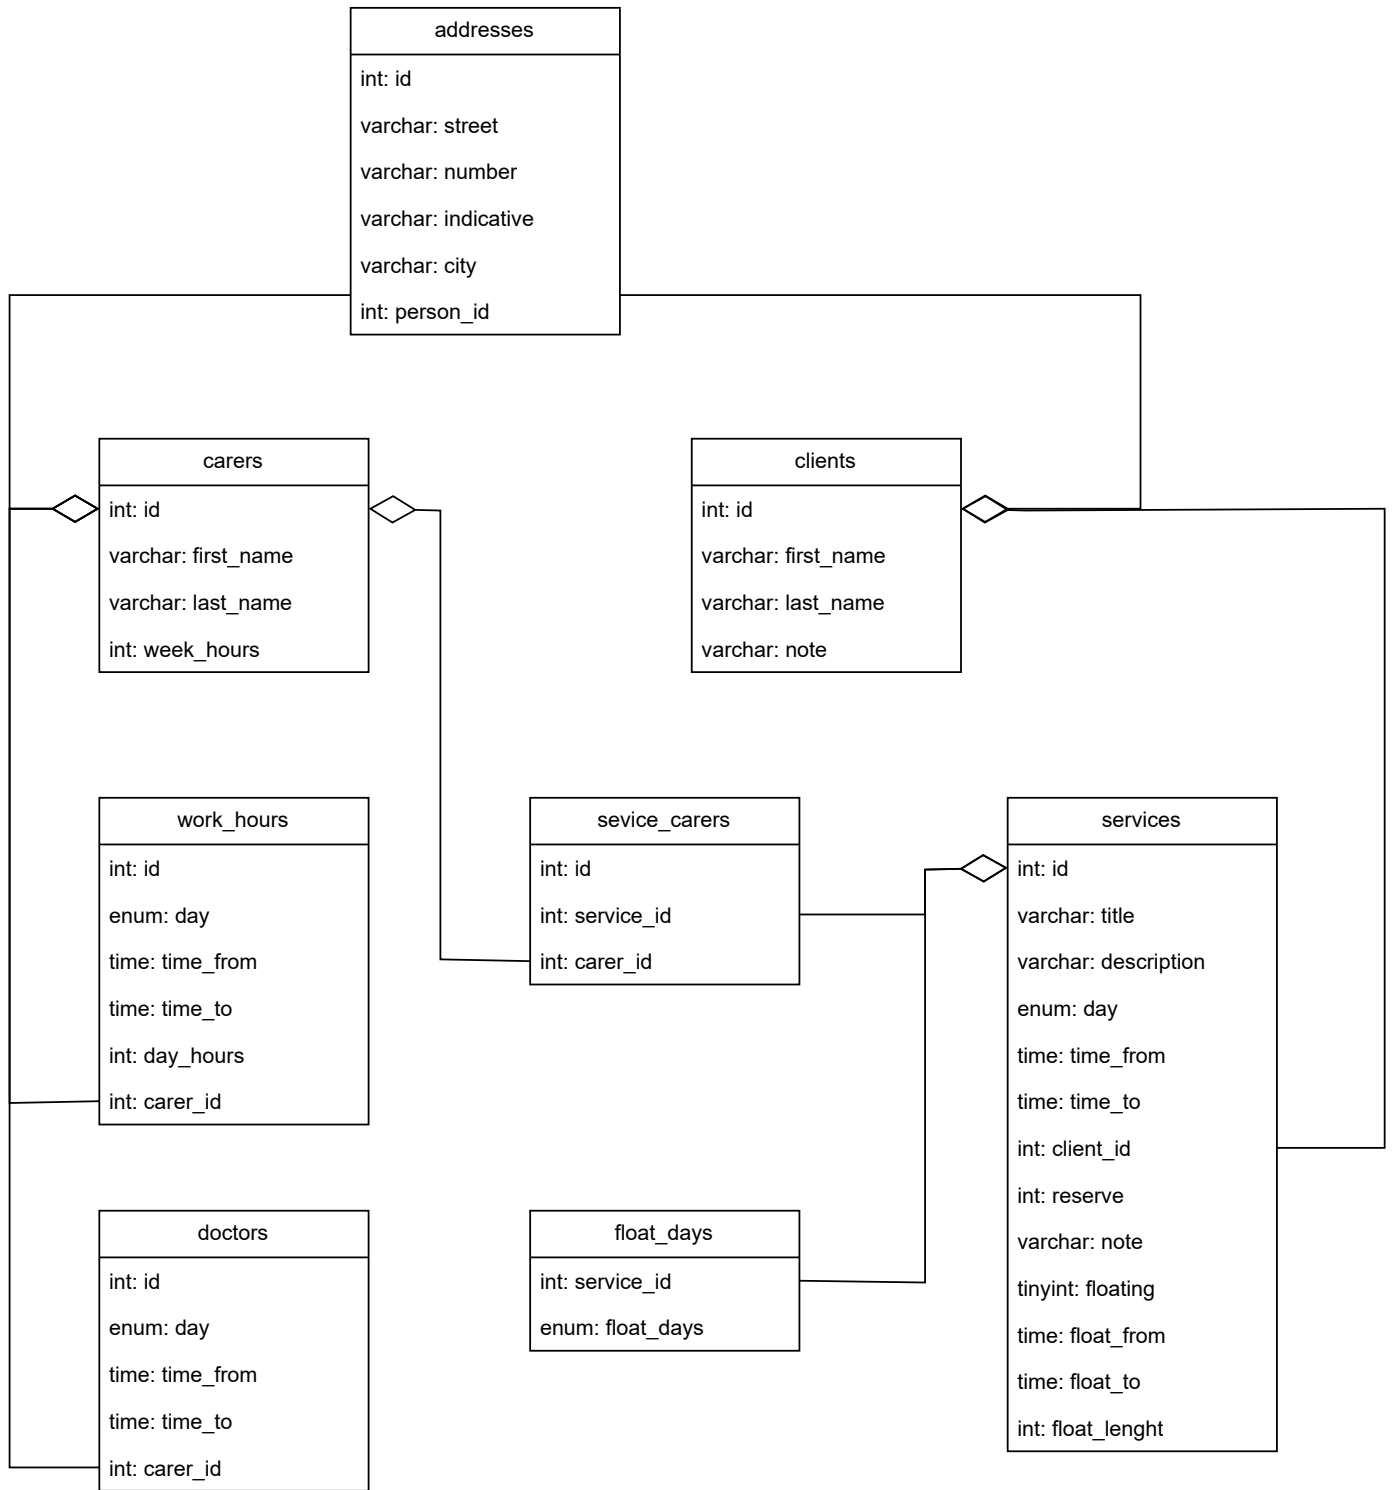 addresses
int: id
varchar: street
varchar: number
varchar: indicative
varchar: city
int: person_id
carers
int: id
varchar: first_name
varchar: last_name
int: week_hours
clients
int: id
varchar: first_name
varchar: last_name
varchar: note
work_hours
int: id
enum: day
time: time_from
time: time_to
int: day_hours
int: carer_id
sevice_carers
int: id
int: service_id
int: carer_id
services
int: id
varchar: title
varchar: description
enum: day
time: time_from
time: time_to
int: client_id
int: reserve
varchar: note
tinyint: floating
time: float_from
time: float_to
int: float_lenght
doctors
int: id
enum: day
time: time_from
time: time_to
int: carer_id
float_days
int: service_id
enum: float_days